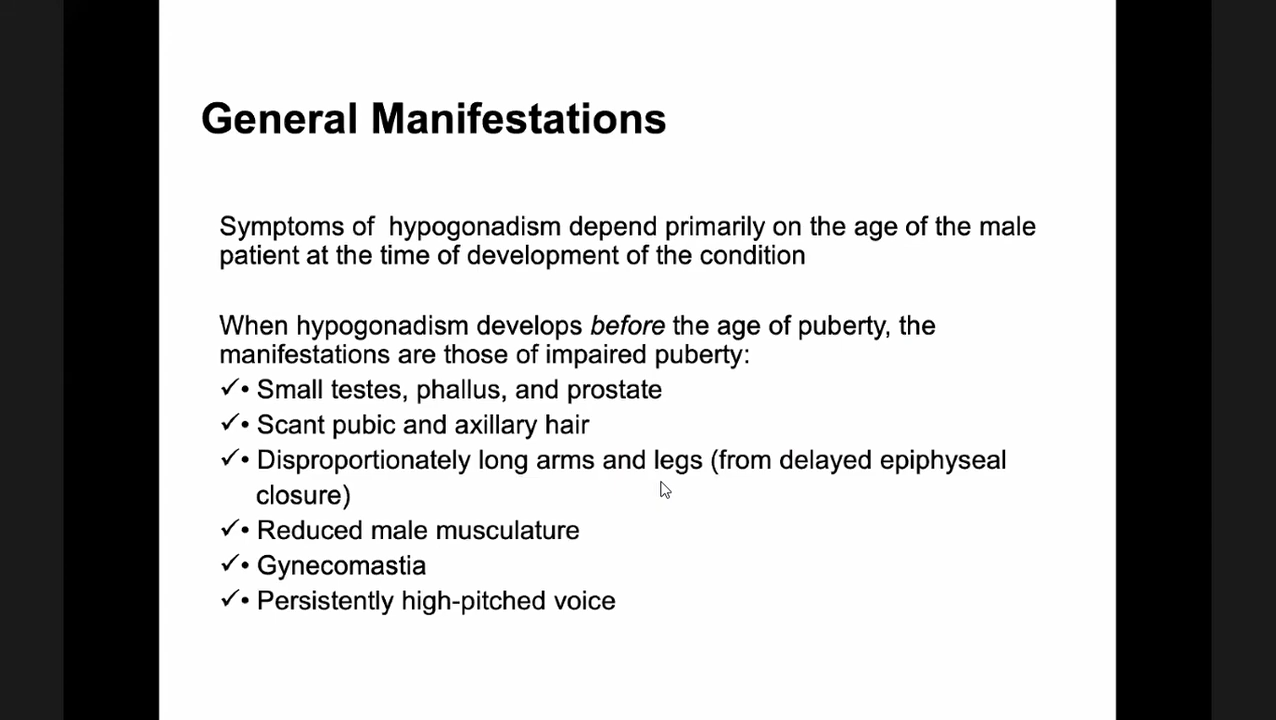 General Manifestations
Symptoms of  hypogonadism depend primarily on the age of the male
patient at the time of development of the condition
When hypogonadism develops before the age of puberty, the
manifestations are those of impaired puberty:
✓• Small testes, phallus, and prostate
✓• Scant pubic and axillary hair
✓• Disproportionately long arms and legs (from delayed epiphyseal
closure)
✓• Reduced male musculature
✓• Gynecomastia
✓• Persistently high-pitched voice